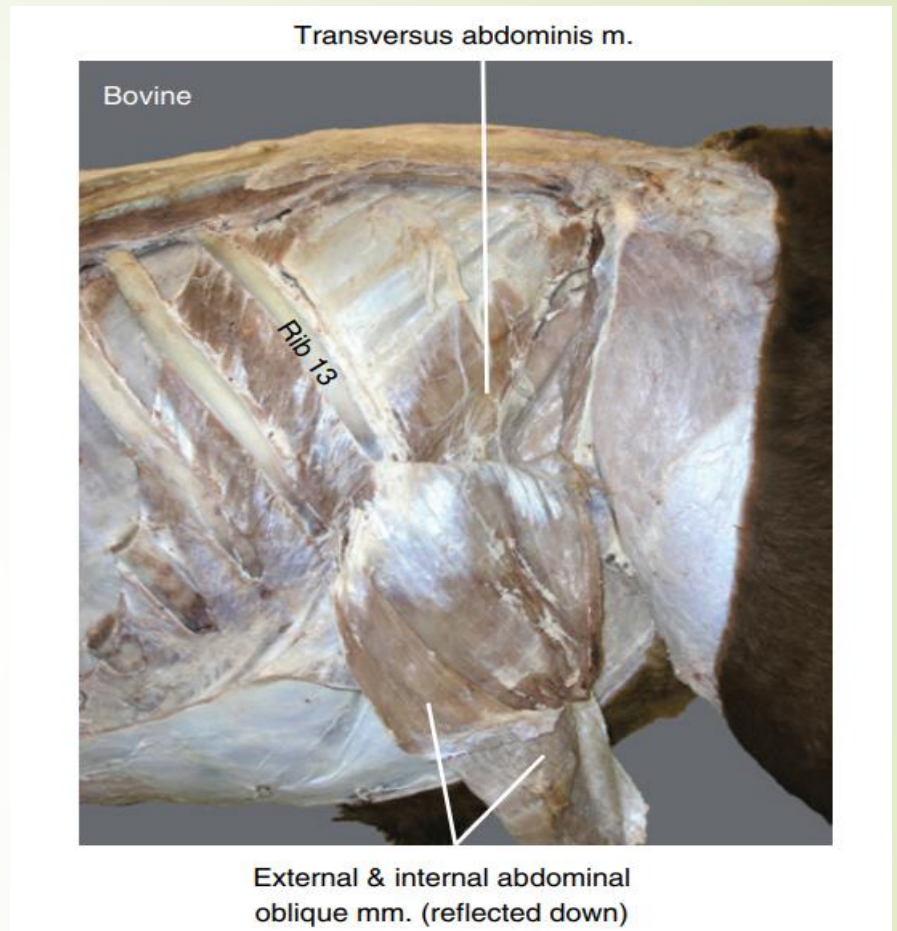 Transversus abdominis m.
Bovine
Rib 13
External & internal abdominal
oblique mm. (reflected down)